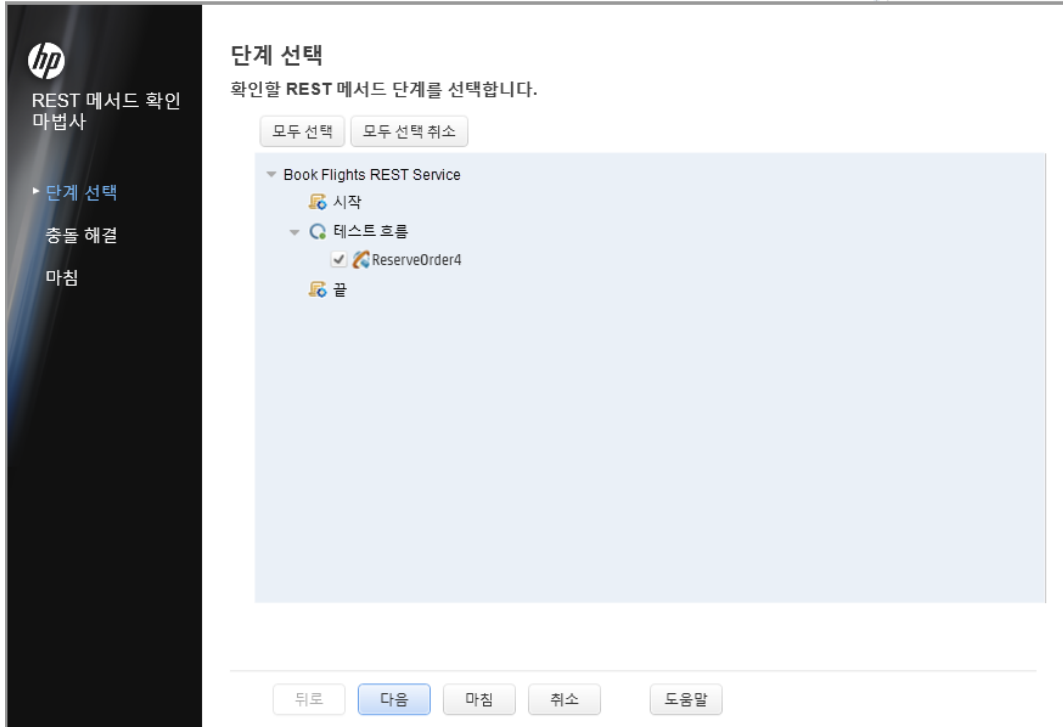 hp
REST 메서드 확인
마법사
단계 선택
충돌 해결
마침
단계 선택
확인할 REST 메서드 단계를 선택합니다.
모두 선택 모두 선택 취소
Book Flights REST Service
시작
테스트 흐름
ReserveOrder4
끝
뒤로 다음 마침 취소 도움말